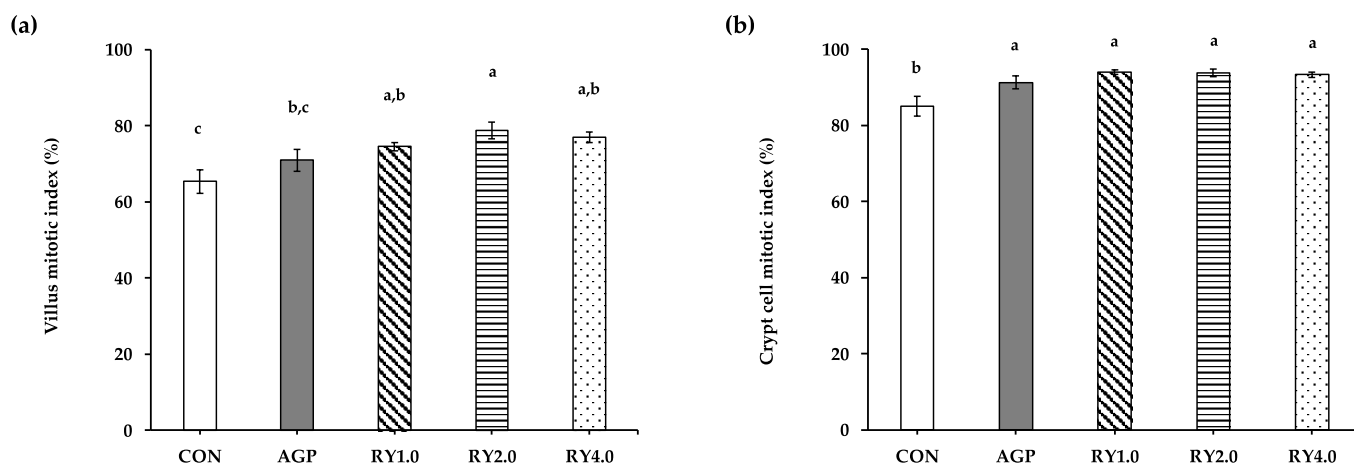 (a)
Villus mitotic index (%)
100
80
60
40
20
0
c
b,c
a,b
a
a,b
CON AGP RY1.0 RY2.0 RY4.0
(b)
Crypt cell mitotic index (%)
100
80
60
40
20
0
b
a
a
a
a
CON AGP RY1.0 RY2.0 RY4.0